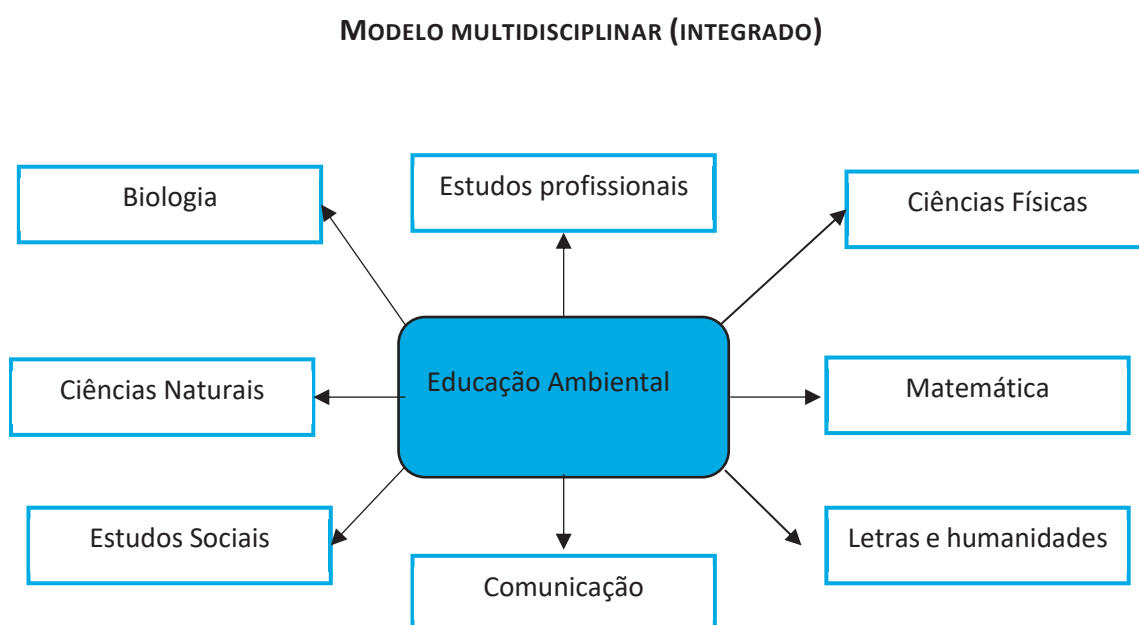 MODELO MULTIDISCIPLINAR (INTEGRADO)
Biologia
Estudos profissionais
Ciências Físicas
Ciências Naturais
Educação Ambiental
Matemática
Estudos Sociais
Comunicação
Letras e humanidades